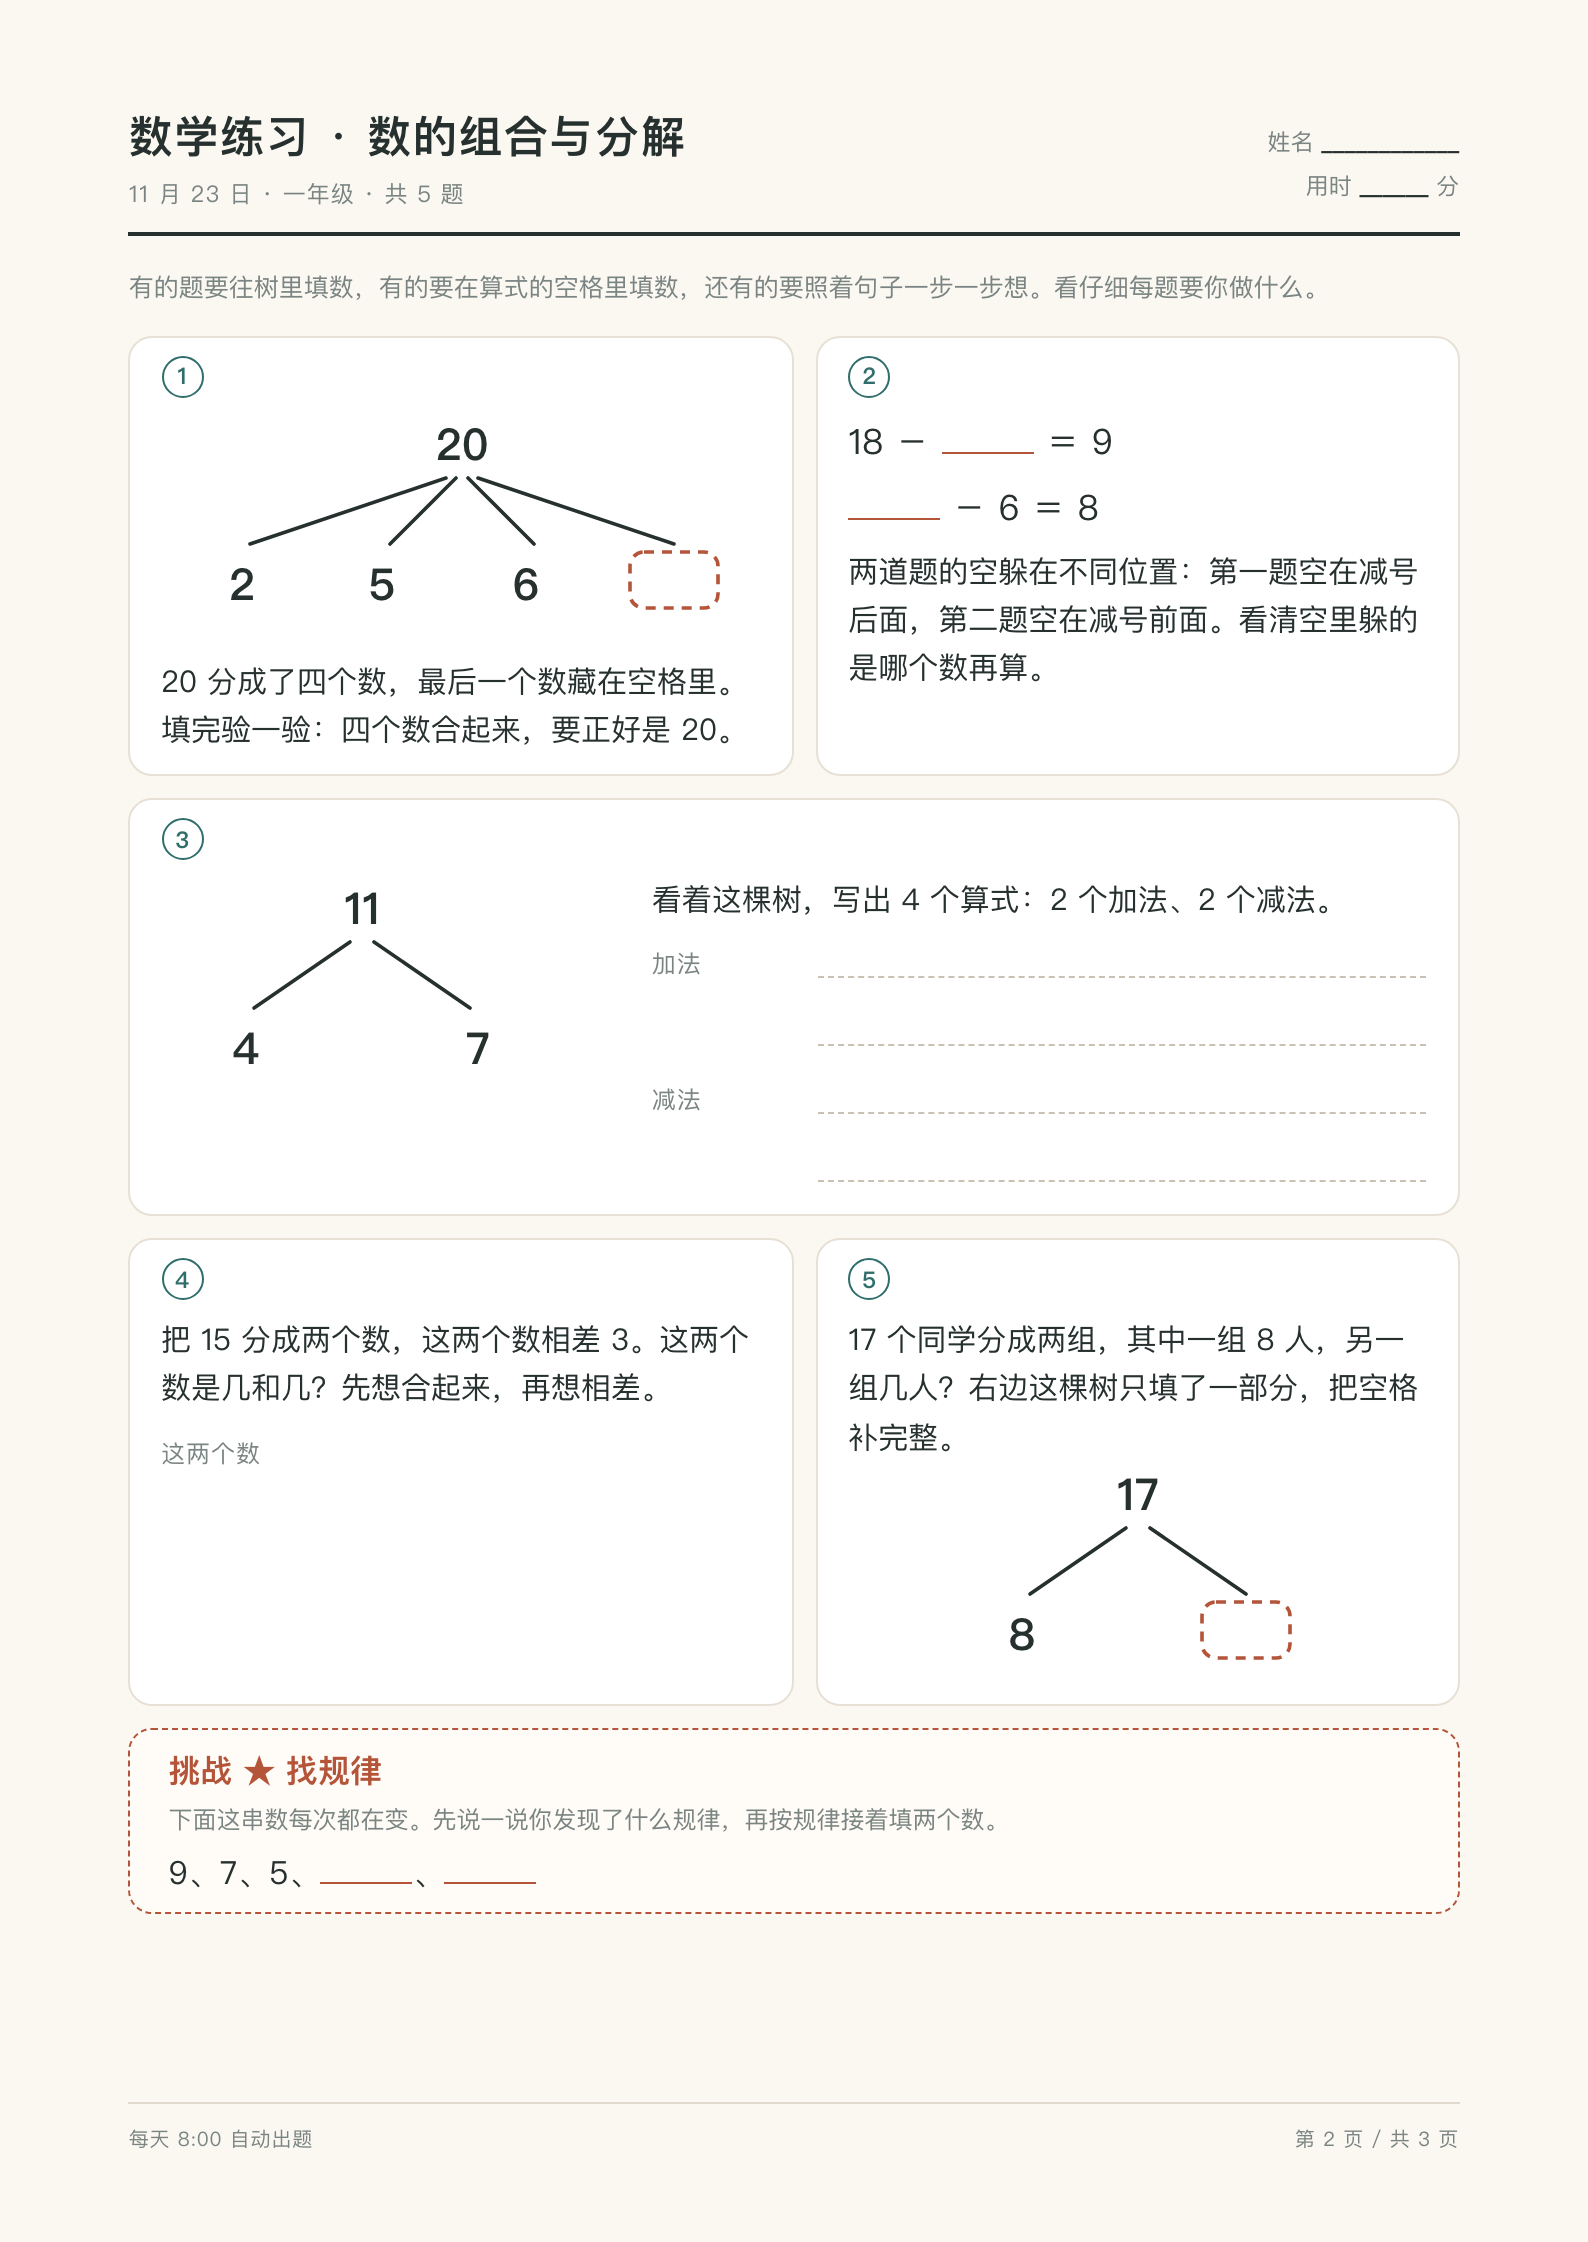 数学练习 · 数的组合与分解
11 月 23 日 · 一年级 · 共 5 题
姓名 ____________
用时 ______ 分
有的题要往树里填数，有的要在算式的空格里填数，还有的要照着句子一步一步想。看仔细每题要你做什么。
1
20
2 5 6
20 分成了四个数，最后一个数藏在空格里。
填完验一验：四个数合起来，要正好是 20。
2
18 − ____ = 9
____ − 6 = 8
两道题的空躲在不同位置：第一题空在减号
后面，第二题空在减号前面。看清空里躲的
是哪个数再算。
3
11
4 7
看着这棵树，写出 4 个算式：2 个加法、2 个减法。
加法
减法
4
把 15 分成两个数，这两个数相差 3。这两个
数是几和几？先想合起来，再想相差。
这两个数
5
17 个同学分成两组，其中一组 8 人，另一
组几人？右边这棵树只填了一部分，把空格
补完整。
17
8
挑战 ★ 找规律
下面这串数每次都在变。先说一说你发现了什么规律，再按规律接着填两个数。
9、7、5、____、____
每天 8:00 自动出题
第 2 页 / 共 3 页